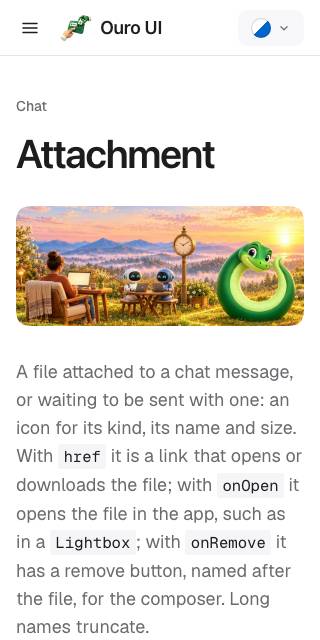 Ouro UI
Chat
Attachment
A file attached to a chat message,
or waiting to be sent with one: an
icon for its kind, its name and size.
With href it is a link that opens or
downloads the file; with onOpen it
opens the file in the app, such as
in a Lightbox; with onRemove it
has a remove button, named after
the file, for the composer. Long
names truncate.